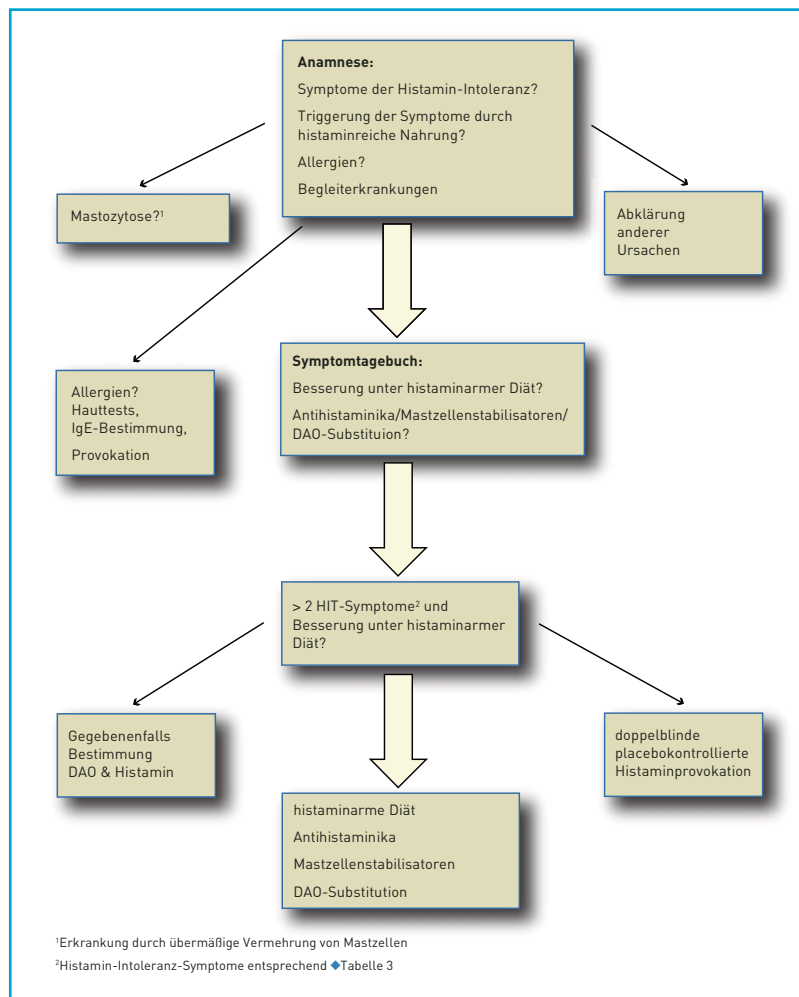 Anamnese:
Symptome der Histamin-Intoleranz?
Triggerung der Symptome durch
histaminreiche Nahrung?
Allergien?
Begleiterkrankungen
Mastozytose?¹
Abklärung
anderer
Ursachen
Allergien?
Hauttests,
IgE-Bestimmung,
Provokation
Symptomtagebuch:
Besserung unter histaminarmer Diät?
Antihistaminika/Mastzellenstabilisatoren/
DAO-Substituion?
> 2 HIT-Symptome² und
Besserung unter histaminarmer
Diät?
Gegebenenfalls
Bestimmung
DAO & Histamin
doppelblinde
placebokontrollierte
Histaminprovokation
histaminarme Diät
Antihistaminika
Mastzellenstabilisatoren
DAO-Substitution
¹Erkrankung durch übermäßige Vermehrung von Mastzellen
²Histamin-Intoleranz-Symptome entsprechend ◆Tabelle 3